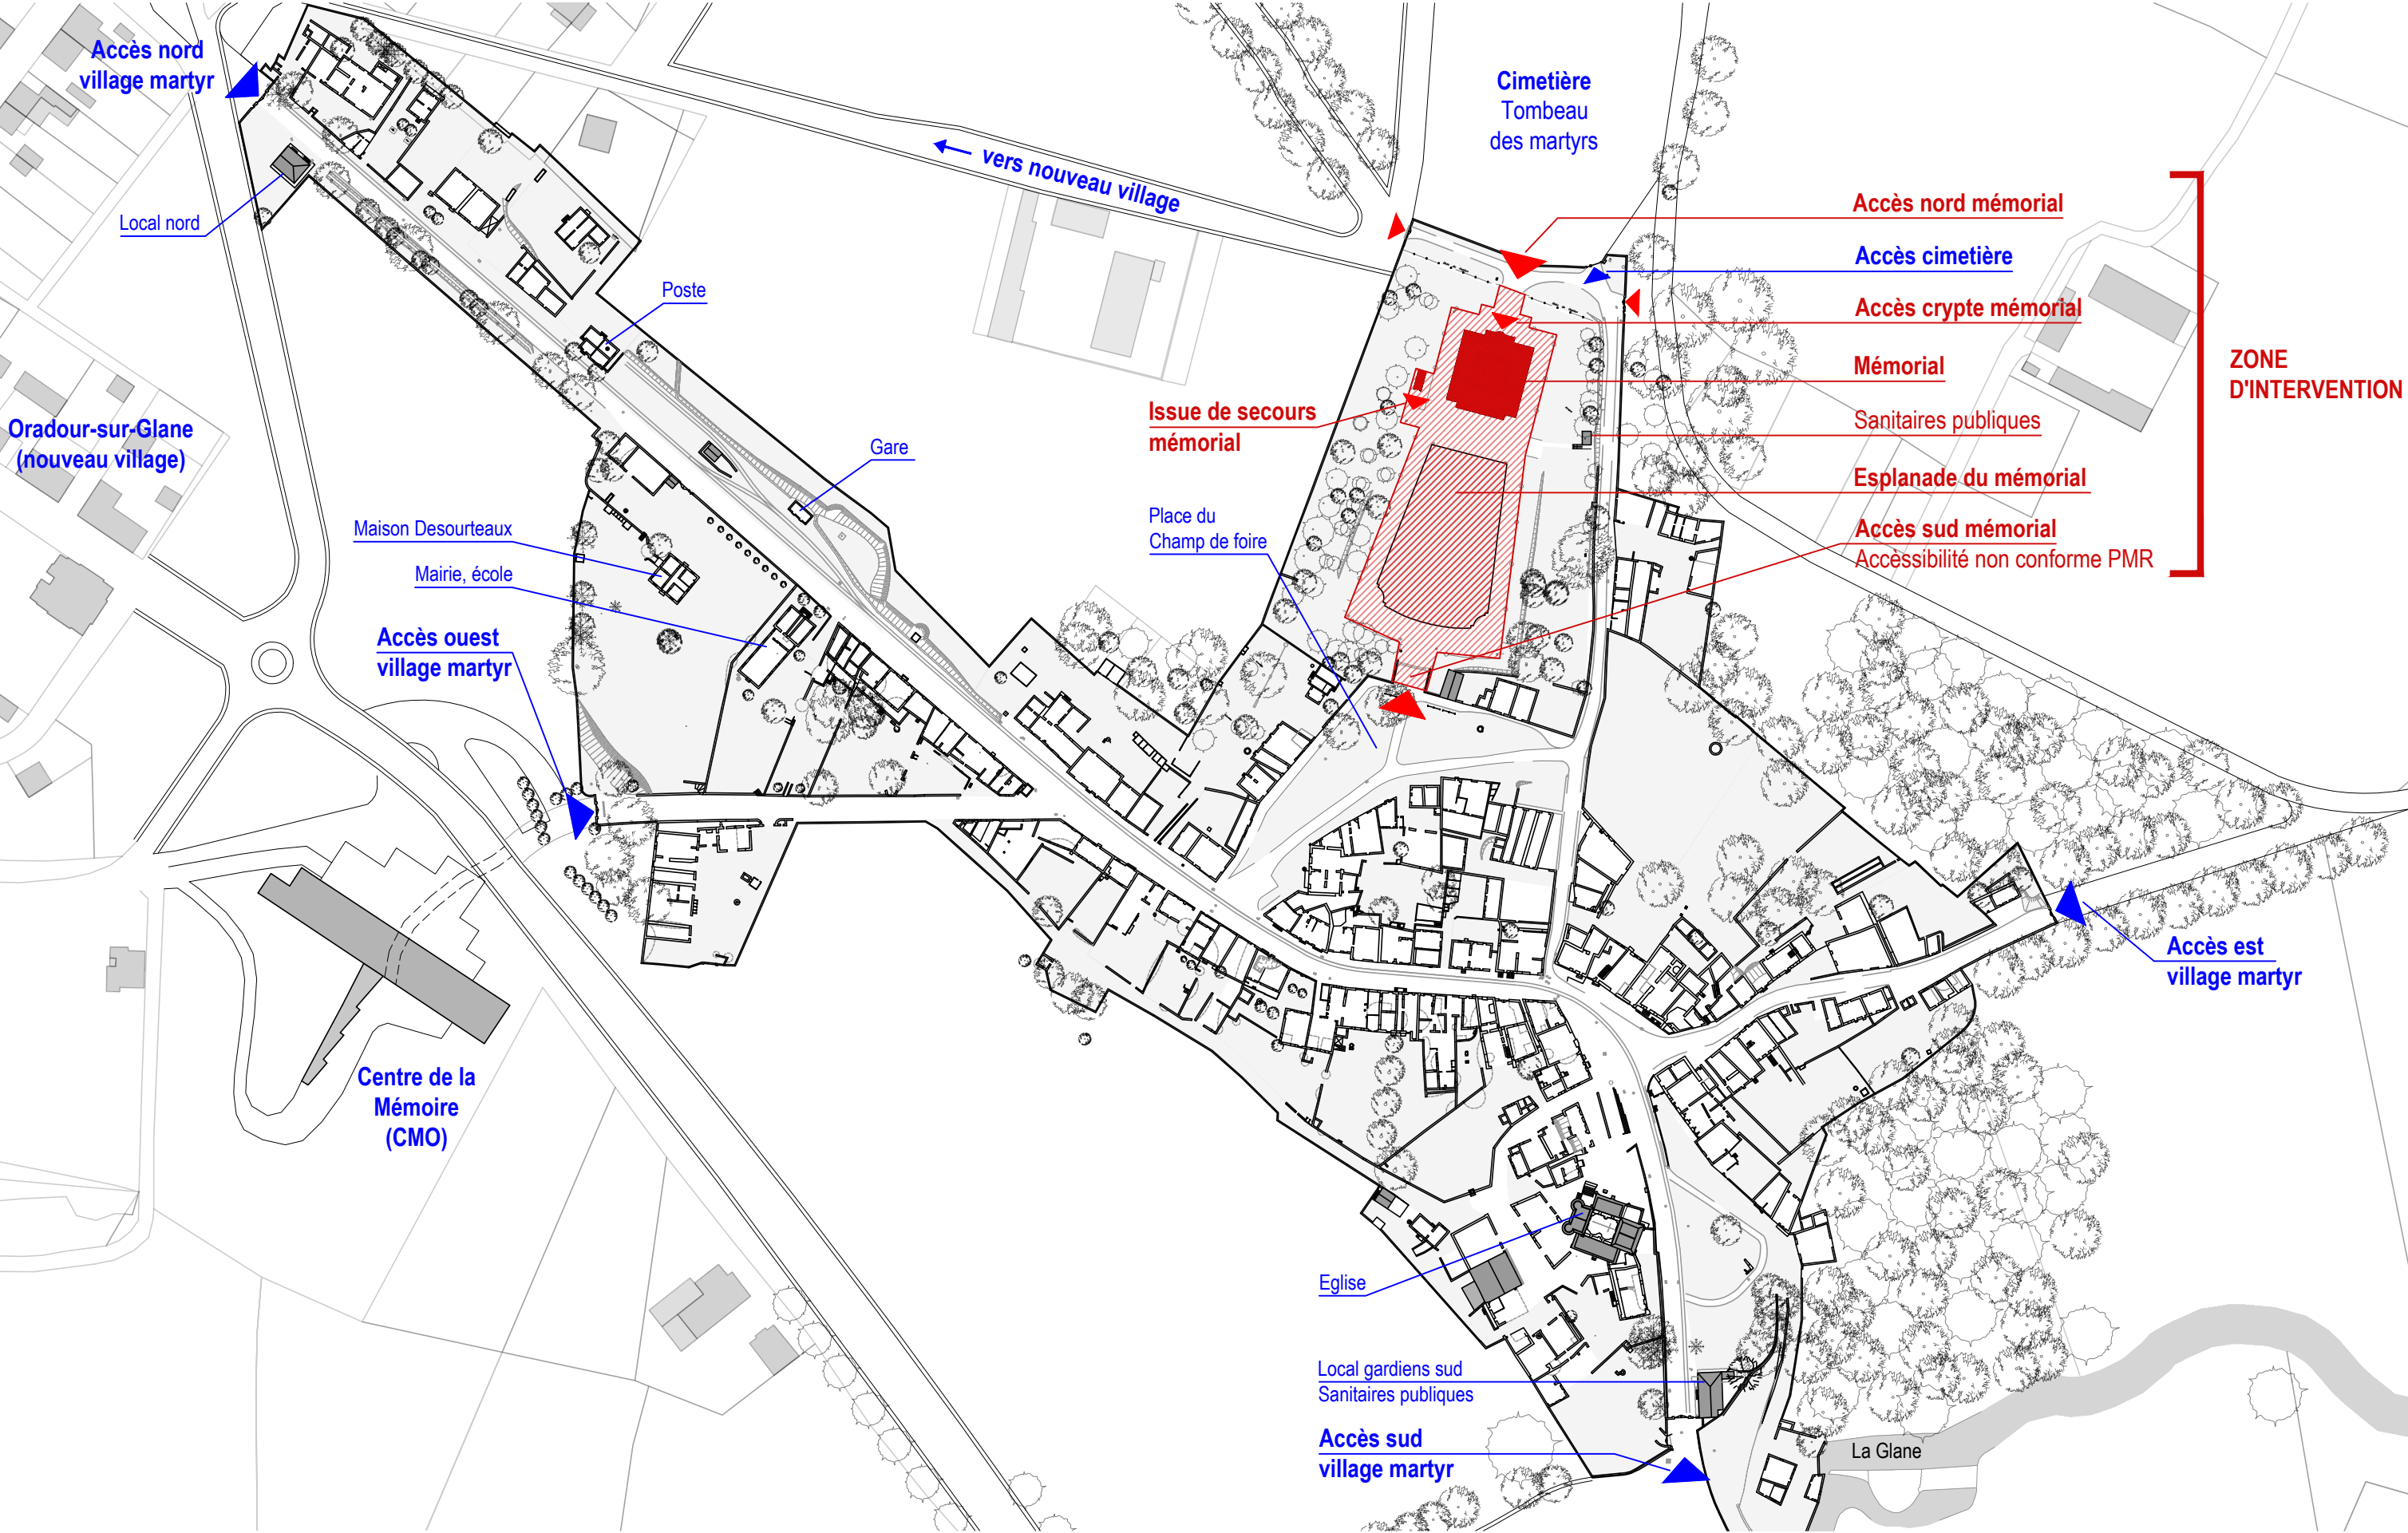 Accès nord
village martyr
Cimetière
Tombeau
des martyrs
← vers nouveau village
Local nord
Accès nord mémorial
Accès cimetière
Accès crypte mémorial
Mémorial
Sanitaires publiques
Esplanade du mémorial
Accès sud mémorial
Accèssibilité non conforme PMR
ZONE
D'INTERVENTION
Poste
Issue de secours
mémorial
Oradour-sur-Glane
(nouveau village)
Gare
Place du
Champ de foire
Maison Desourteaux
Mairie, école
Accès ouest
village martyr
Accès est
village martyr
Centre de la
Mémoire
(CMO)
Eglise
Local gardiens sud
Sanitaires publiques
Accès sud
village martyr
La Glane